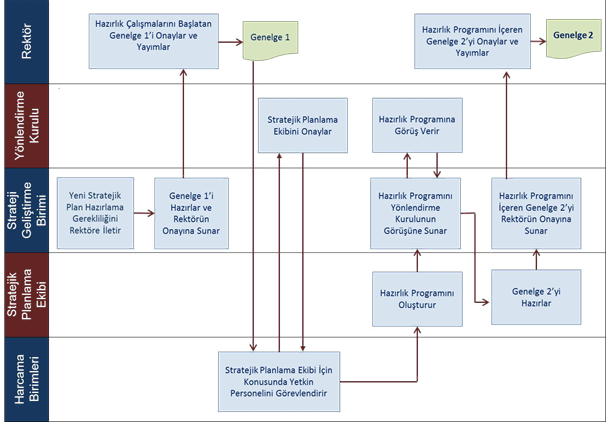 Rektör
Hazırlık Çalışmalarını Başlatan
Genelge 1'i Onaylar ve
Yayımlar
Genelge 1
Hazırlık Programını İçeren
Genelge 2'yi Onaylar ve
Yayımlar
Genelge 2
Yönlendirme
Kurulu
Stratejik Planlama
Ekibini Onaylar
Hazırlık Programına
Görüş Verir
Strateji
Geliştirme
Birimi
Yeni Stratejik
Plan Hazırlama
Gerekliliğini
Rektöre İletir
Genelge 1'i
Hazırlar ve
Rektörün
Onayına Sunar
Hazırlık Programını
Yönlendirme
Kurulunun
Görüşüne Sunar
Hazırlık Programını
İçeren Genelge 2'yi
Rektörün Onayına
Sunar
Stratejik
Planlama
Ekibi
Hazırlık Programını
Oluşturur
Genelge 2'yi
Hazırlar
Harcama
Birimleri
Stratejik Planlama Ekibi İçin
Konusunda Yetkin
Personelini Görevlendirir